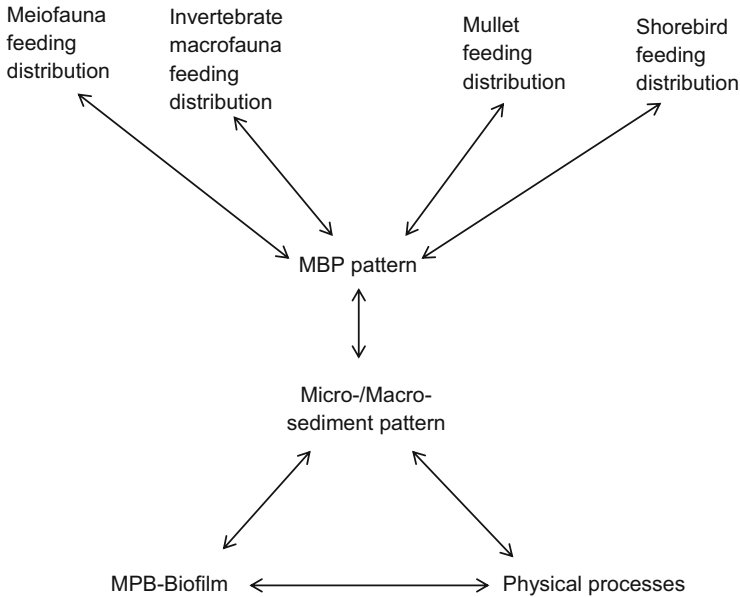 Meiofauna
feeding
distribution
Invertebrate
macrofauna
feeding
distribution
Mullet
feeding
distribution
Shorebird
feeding
distribution
MBP pattern
Micro-/Macro-
sediment pattern
MPB-Biofilm
Physical processes